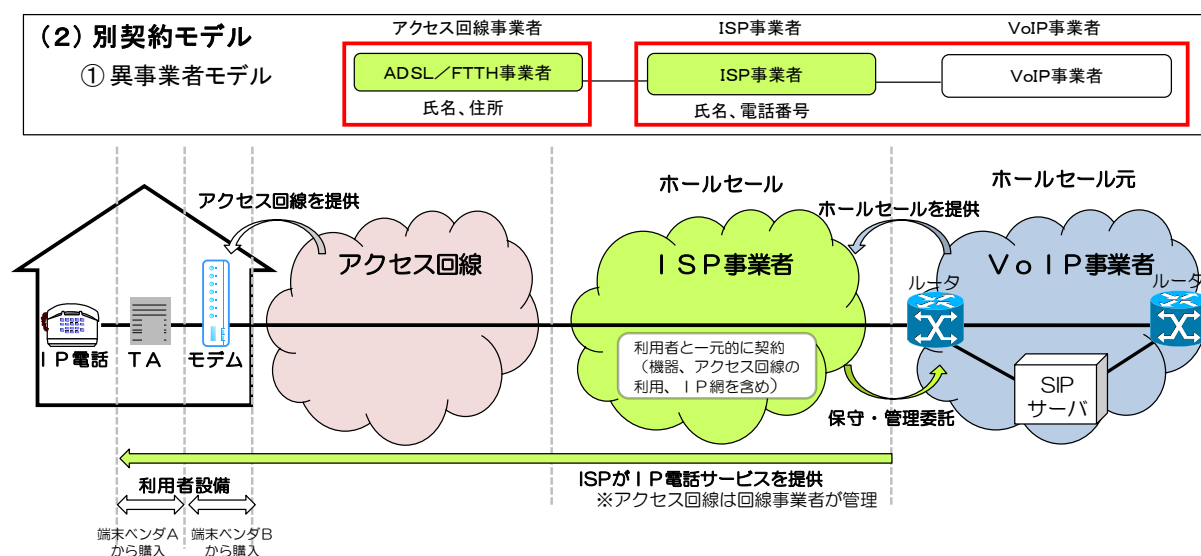 (2)別契約モデル
①異事業者モデル
アクセス回線事業者
ISP事業者
VoIP事業者
ADSL/FTTH事業者
ISP事業者
VoIP事業者
氏名、住所
氏名、電話番号
ホールセール
ホールセール元
アクセス回線を提供
ホールセールを提供
アクセス回線
ISP事業者
VoIP事業者
ルータ
ルータ
IP電話
TA
モデム
利用者と一元的に契約
(機器、アクセス回線の
利用、IP網を含め)
SIP
サーバ
保守・管理委託
ISPがIP電話サービスを提供
※アクセス回線は回線事業者が管理
利用者設備
端末ベンダA
から購入
端末ベンダB
から購入